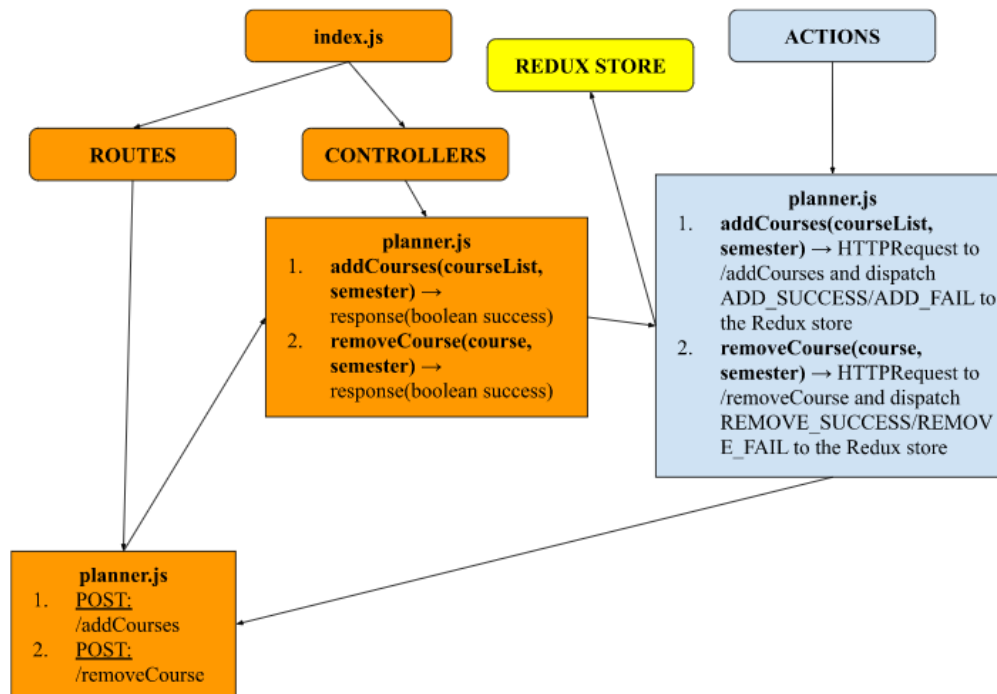 index.js
REDUX STORE
ACTIONS
ROUTES
CONTROLLERS
planner.js
1. addCourses(courseList,
semester) → 
response(boolean success)
2. removeCourse(course,
semester) →
response(boolean success)
planner.js
1. addCourses(courseList,
semester) → HTTPRequest to
/addCourses and dispatch
ADD_SUCCESS/ADD_FAIL to
the Redux store
2. removeCourse(course,
semester) → HTTPRequest to
/removeCourse and dispatch
REMOVE_SUCCESS/REMOV
E_FAIL to the Redux store
planner.js
1. POST:
/addCourses
2. POST:
/removeCourse